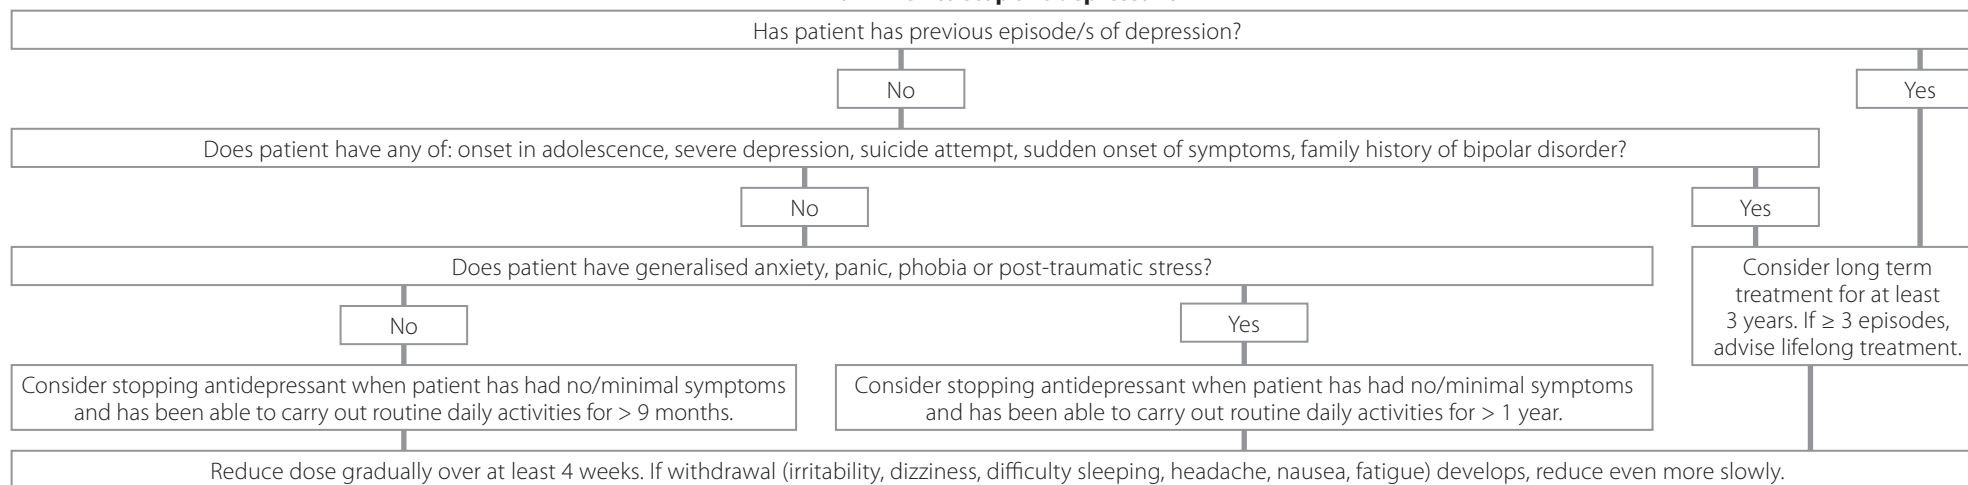 Has patient has previous episode/s of depression?
No
Yes
Does patient have any of: onset in adolescence, severe depression, suicide attempt, sudden onset of symptoms, family history of bipolar disorder?
No
Yes
Does patient have generalised anxiety, panic, phobia or post-traumatic stress?
Consider long term
treatment for at least
3 years. If ≥ 3 episodes,
advise lifelong treatment.
No
Yes
Consider stopping antidepressant when patient has had no/minimal symptoms
and has been able to carry out routine daily activities for > 9 months.
Consider stopping antidepressant when patient has had no/minimal symptoms
and has been able to carry out routine daily activities for > 1 year.
Reduce dose gradually over at least 4 weeks. If withdrawal (irritability, dizziness, difficulty sleeping, headache, nausea, fatigue) develops, reduce even more slowly.